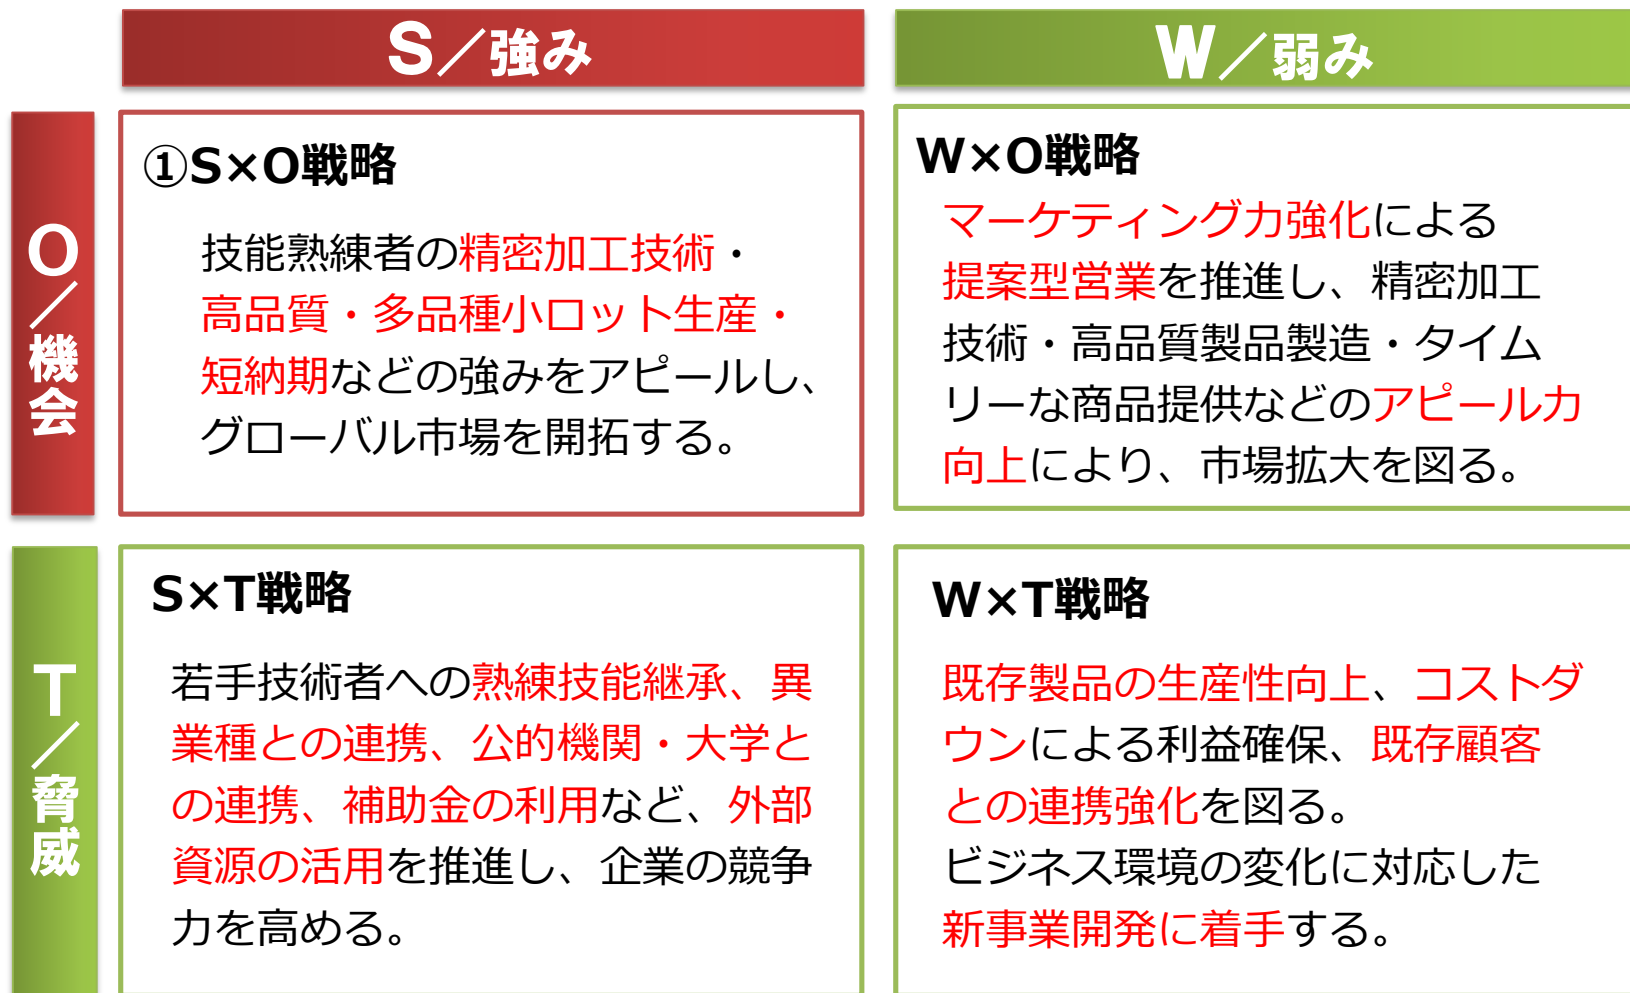 S／強み
W／弱み
O／機会
①S×O戦略
技能熟練者の精密加工技術・
高品質・多品種小ロット生産・
短納期などの強みをアピールし、
グローバル市場を開拓する。
W×O戦略
マーケティング力強化による
提案型営業を推進し、精密加工
技術・高品質製品製造・タイム
リーな商品提供などのアピール力
向上により、市場拡大を図る。
T／脅威
S×T戦略
若手技術者への熟練技能継承、異
業種との連携、公的機関・大学と
の連携、補助金の利用など、外部
資源の活用を推進し、企業の競争
力を高める。
W×T戦略
既存製品の生産性向上、コストダ
ウンによる利益確保、既存顧客
との連携強化を図る。
ビジネス環境の変化に対応した
新事業開発に着手する。